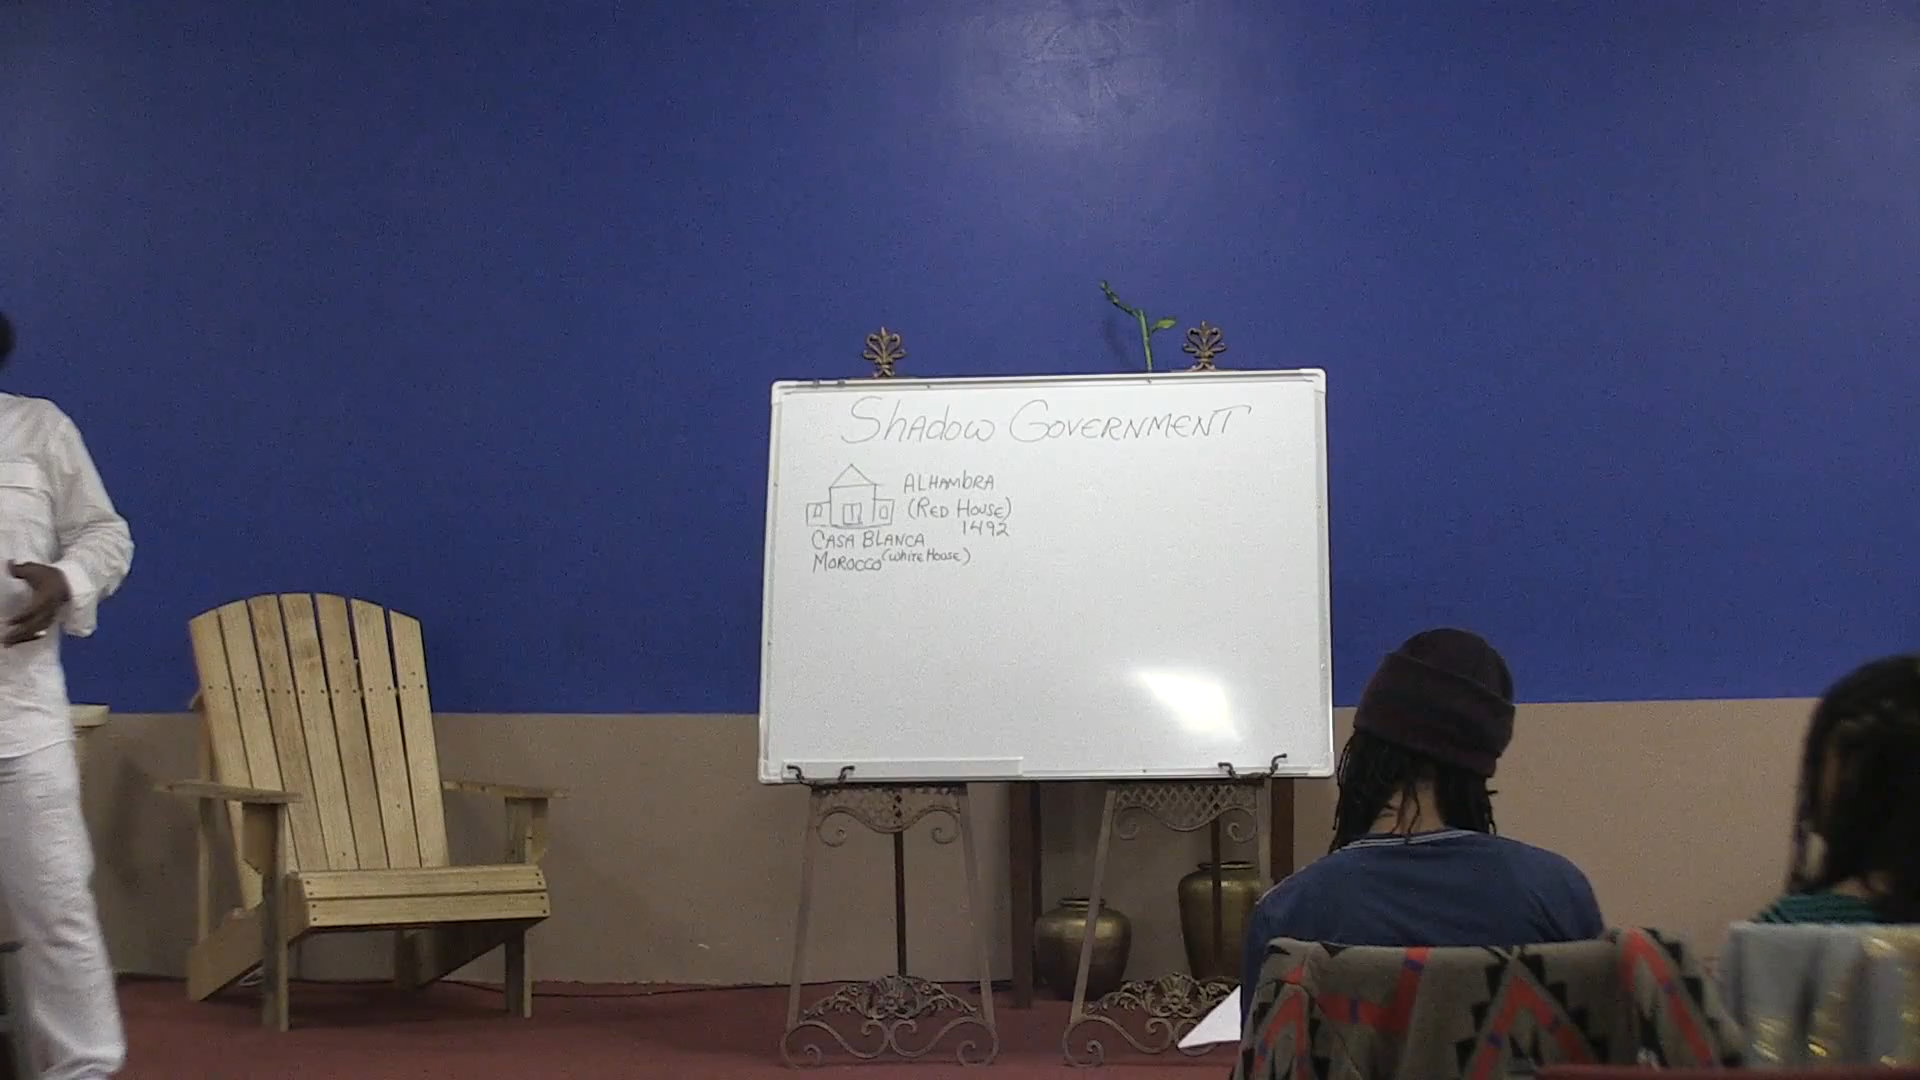 Shadow Government
Alhambra
(Red House)
1492
Casa Blanca
Morocco (White House)